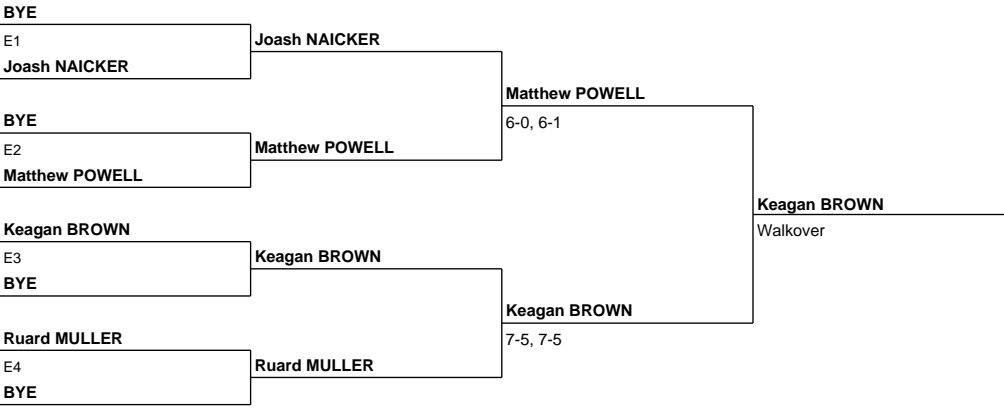 BYE
E1
Joash NAICKER
BYE
E2
Matthew POWELL
Keagan BROWN
E3
BYE
Ruard MULLER
E4
BYE
Joash NAICKER
Matthew POWELL
Keagan BROWN
Ruard MULLER
Matthew POWELL
6-0, 6-1
Keagan BROWN
7-5, 7-5
Keagan BROWN
Walkover